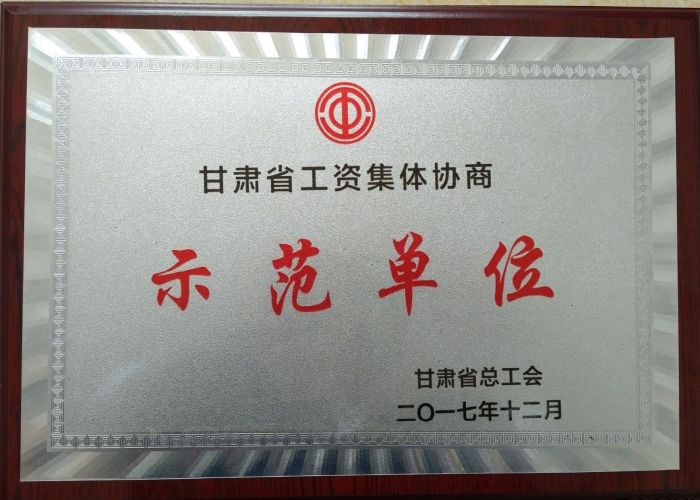 甘肃省工资集体协商
示范单位
甘肃省总工会
二〇一七年十二月